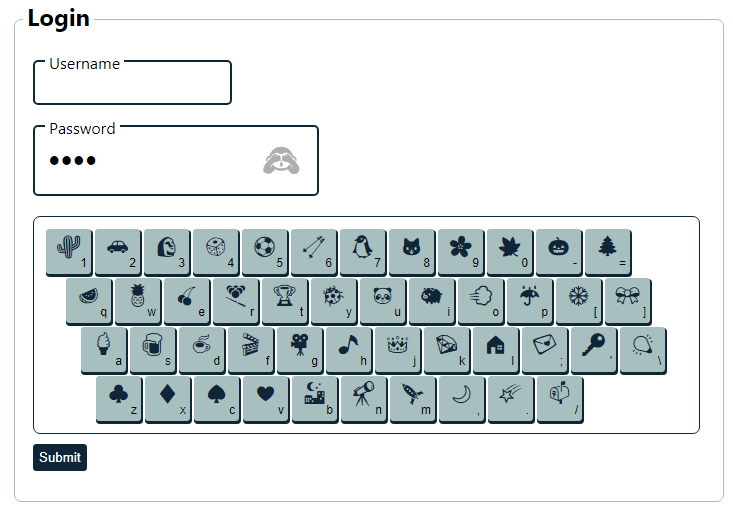 Login
Username
Password
••••
1 2 3 4 5 6 7 8 9 0 - =
q w e r t y u i o p [ ]
a s d f g h j k l ; ' \
z x c v b n m , . /
Submit